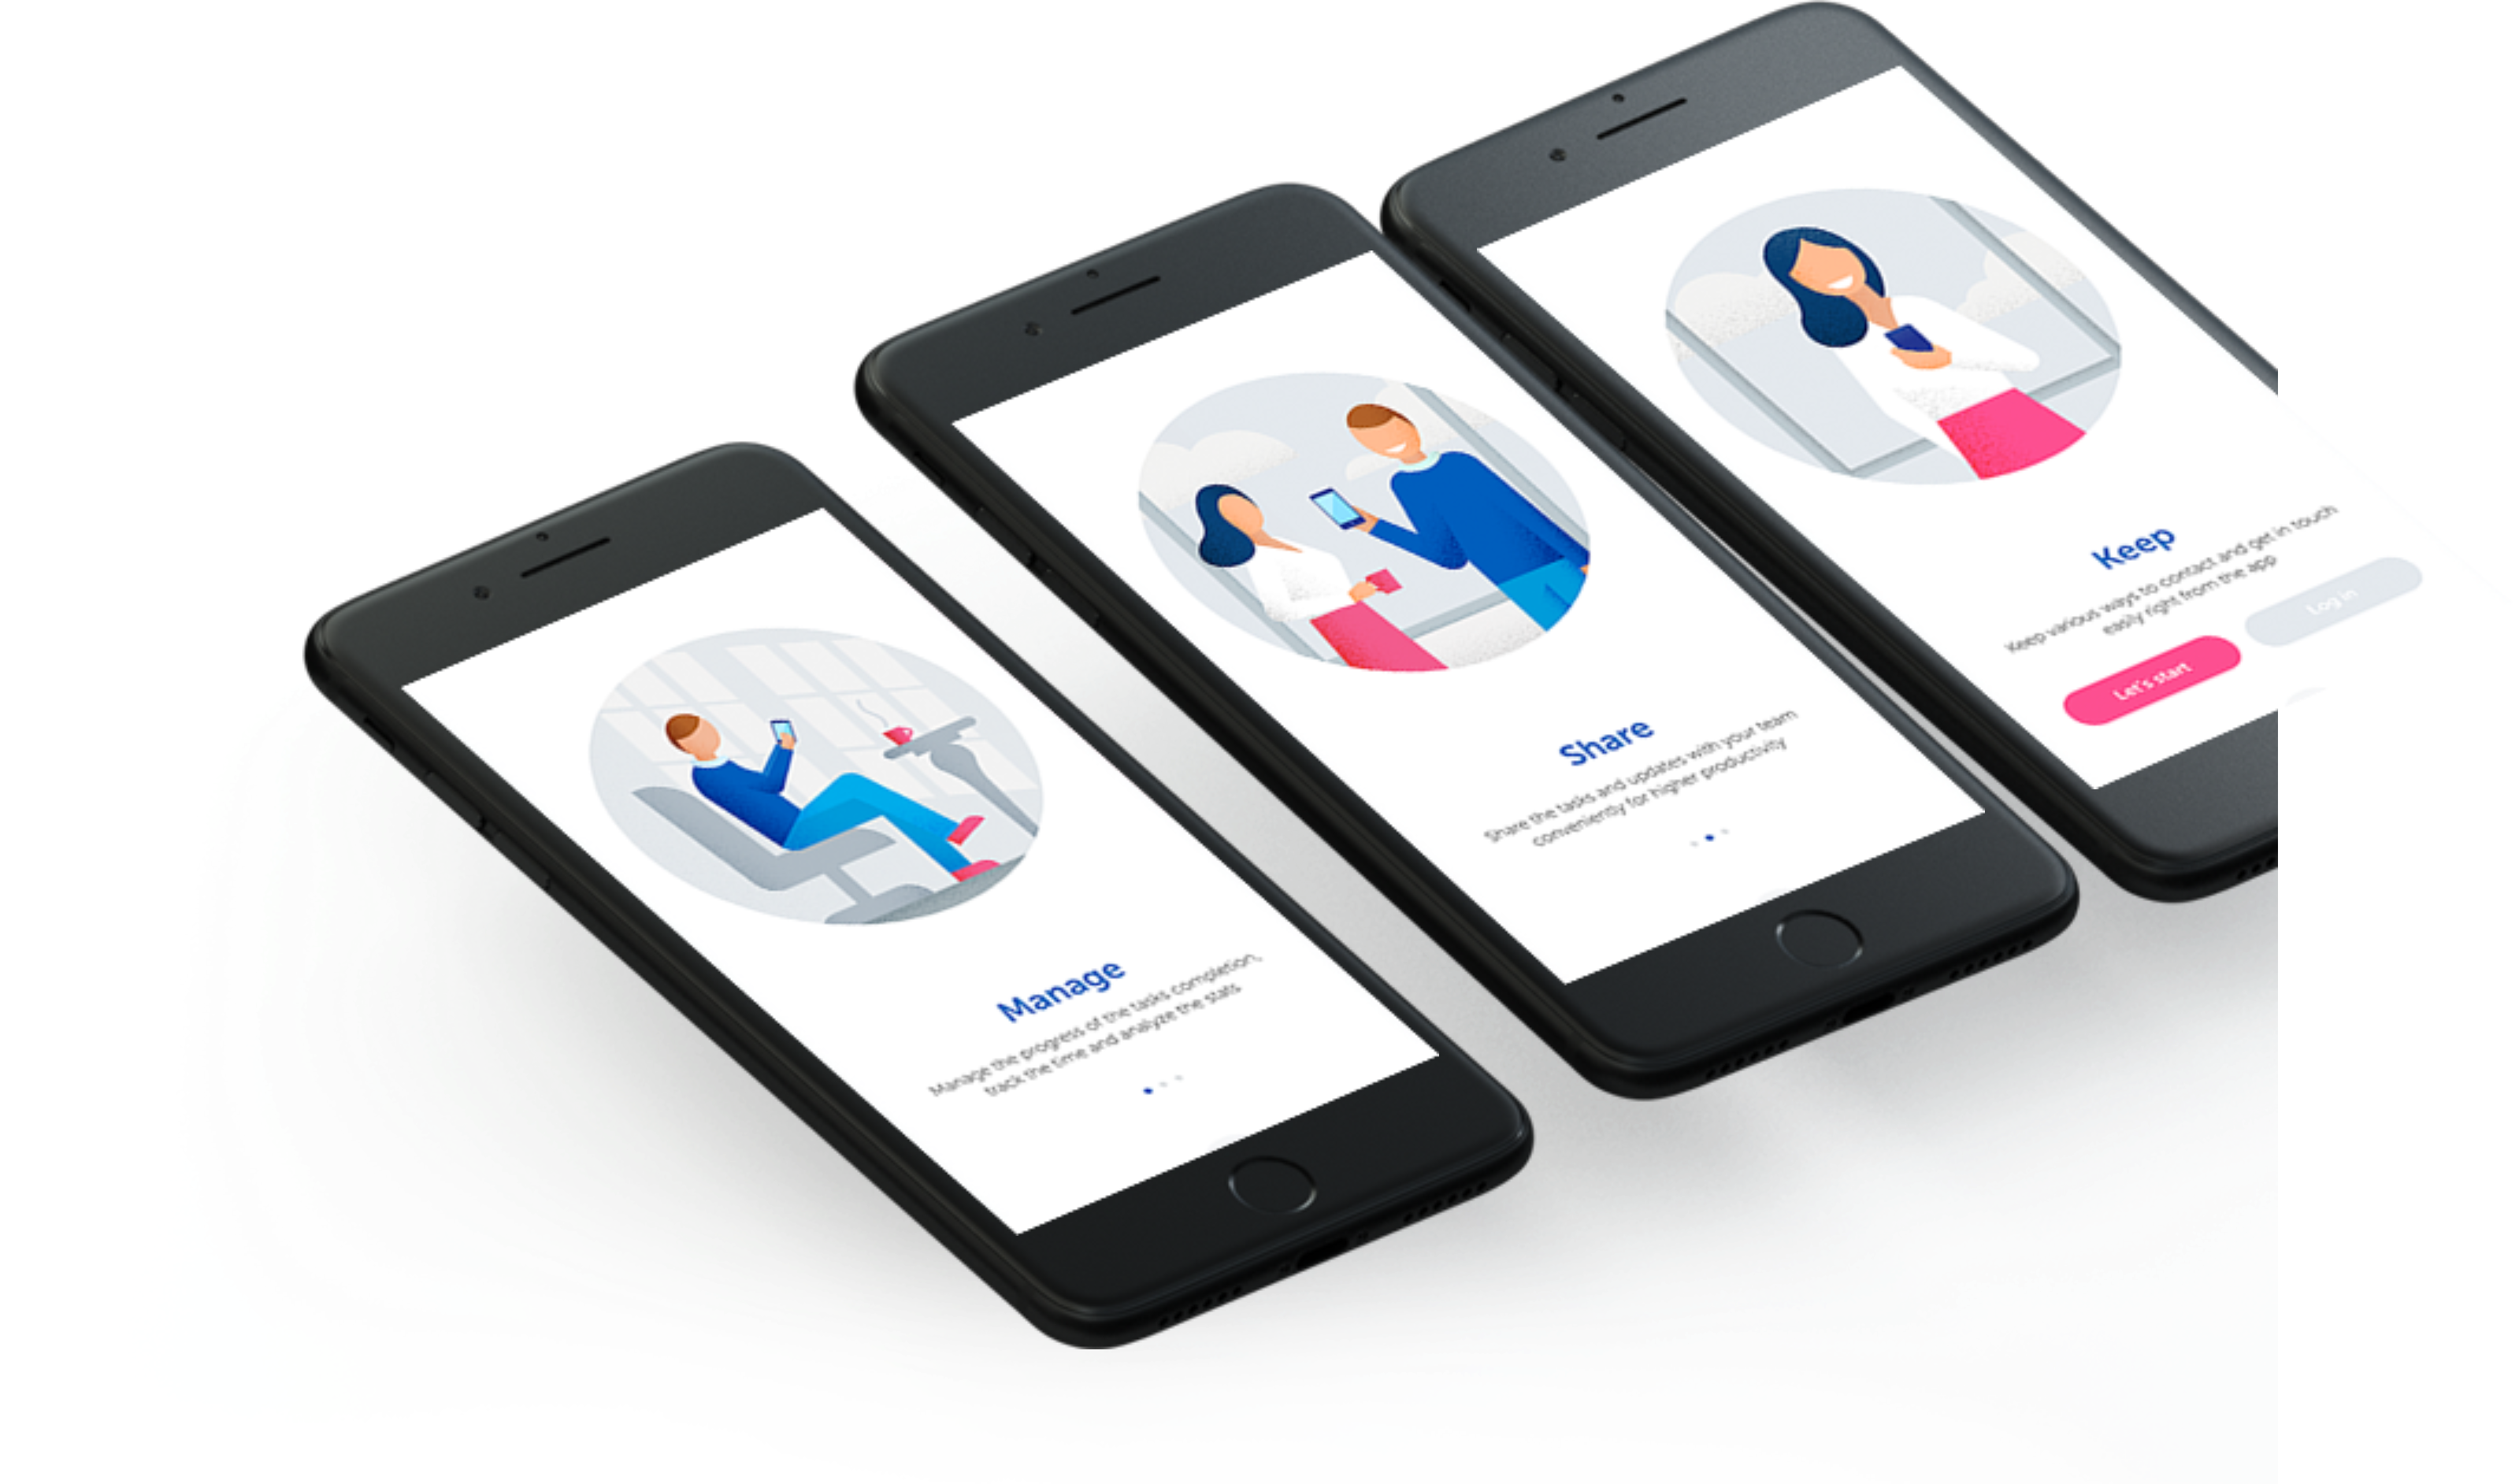 Manage
Manage the progress of the tasks completion,
track the time and analyze the stats
Share
Share the tasks and updates with your team
conveniently for higher productivity
Keep
Keep various ways to contact and get in touch
easily right from the app
Let's start
Log in